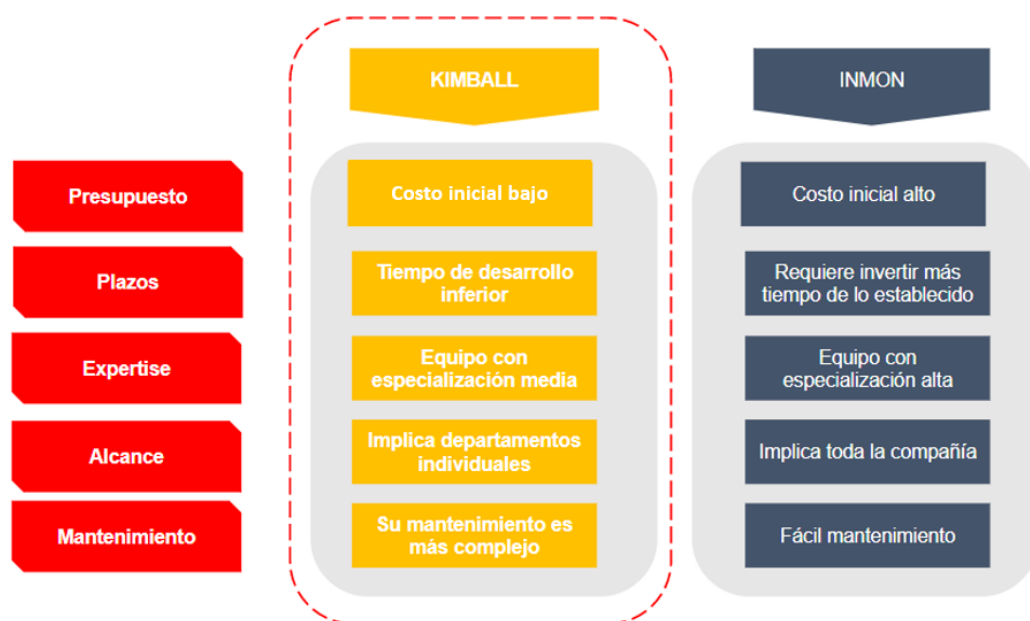 KIMBALL
INMON
Presupuesto
Costo inicial bajo
Costo inicial alto
Plazos
Tiempo de desarrollo
inferior
Requiere invertir más
tiempo de lo establecido
Expertise
Equipo con
especialización media
Equipo con
especialización alta
Alcance
Implica departamentos
individuales
Implica toda la compañía
Mantenimiento
Su mantenimiento es
más complejo
Fácil mantenimiento